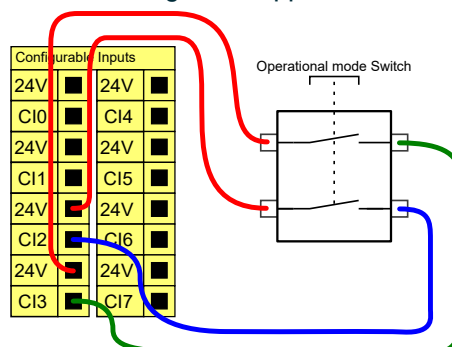 Configurable Inputs
24V 24V
CI0 CI4
24V 24V
CI1 CI5
24V 24V
CI2 CI6
24V 24V
CI3 CI7
Operational mode Switch